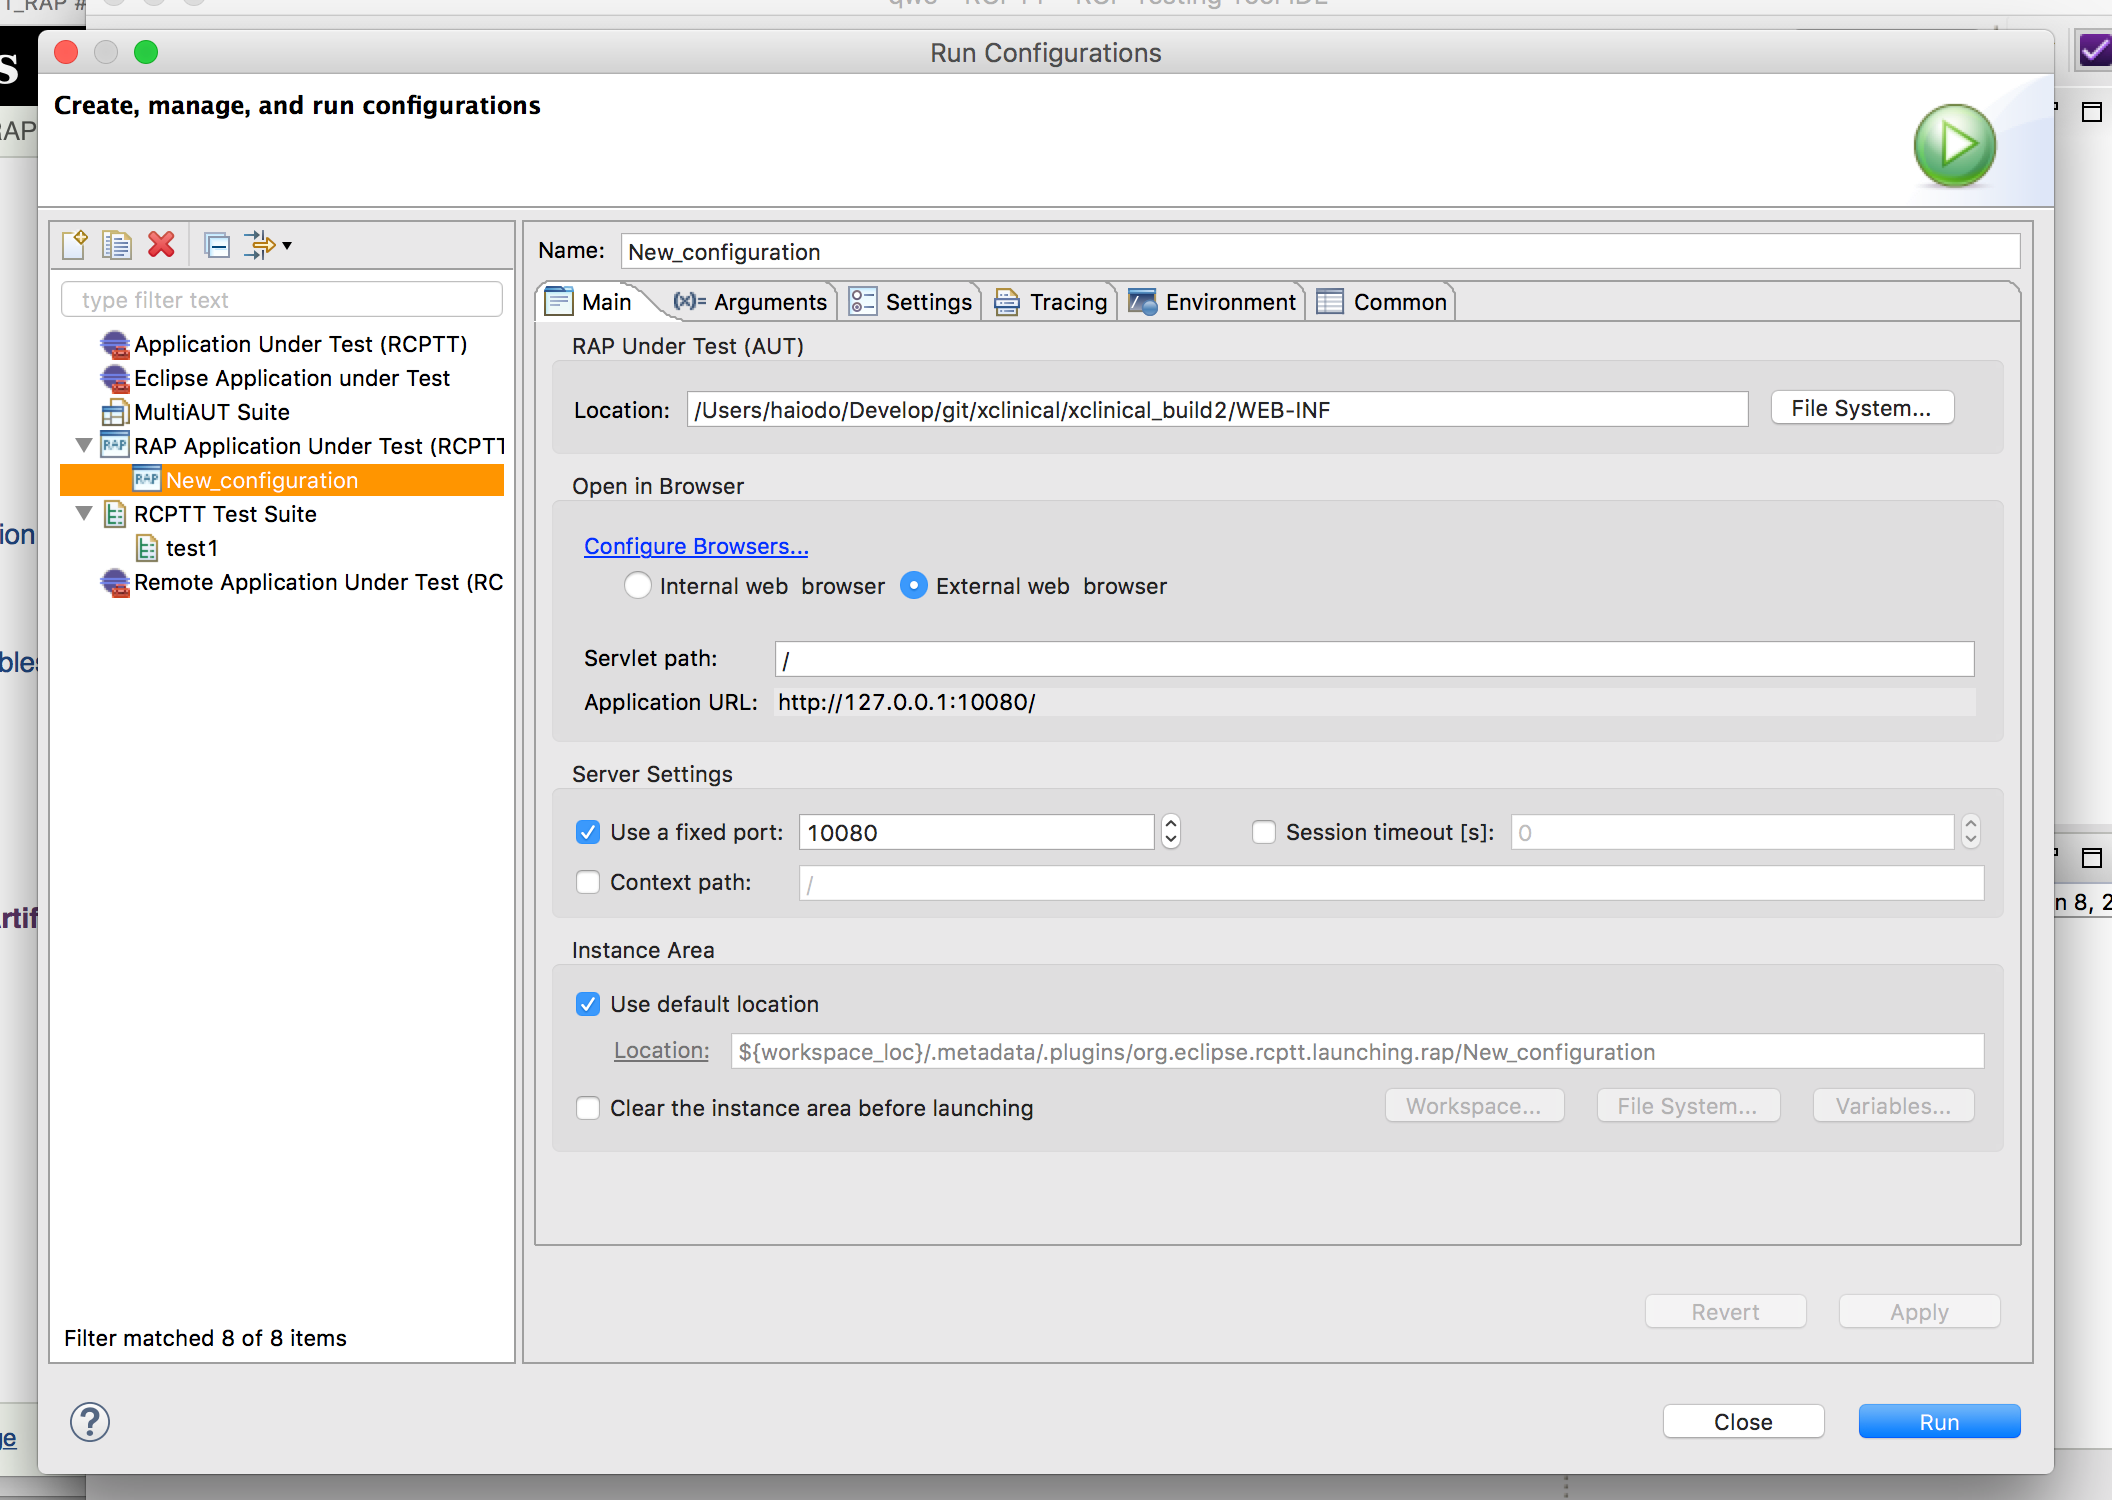 Run Configurations
Create, manage, and run configurations
type filter text
Application Under Test (RCPTT)
Eclipse Application under Test
MultiAUT Suite
RAP Application Under Test (RCPTT
New_configuration
RCPTT Test Suite
test1
Remote Application Under Test (RC
Filter matched 8 of 8 items
Name: New_configuration
Main (x)= Arguments Settings Tracing Environment Common
RAP Under Test (AUT)
Location: /Users/haiodo/Develop/git/xclinical/xclinical_build2/WEB-INF File System...
Open in Browser
Configure Browsers...
Internal web browser External web browser
Servlet path: /
Application URL: http://127.0.0.1:10080/
Server Settings
Use a fixed port: 10080 Session timeout [s]: 0
Context path: /
Instance Area
Use default location
Location: ${workspace_loc}/.metadata/.plugins/org.eclipse.rcptt.launching.rap/New_configuration
Clear the instance area before launching Workspace... File System... Variables...
Revert Apply
? Close Run
RAP
n 8, 2